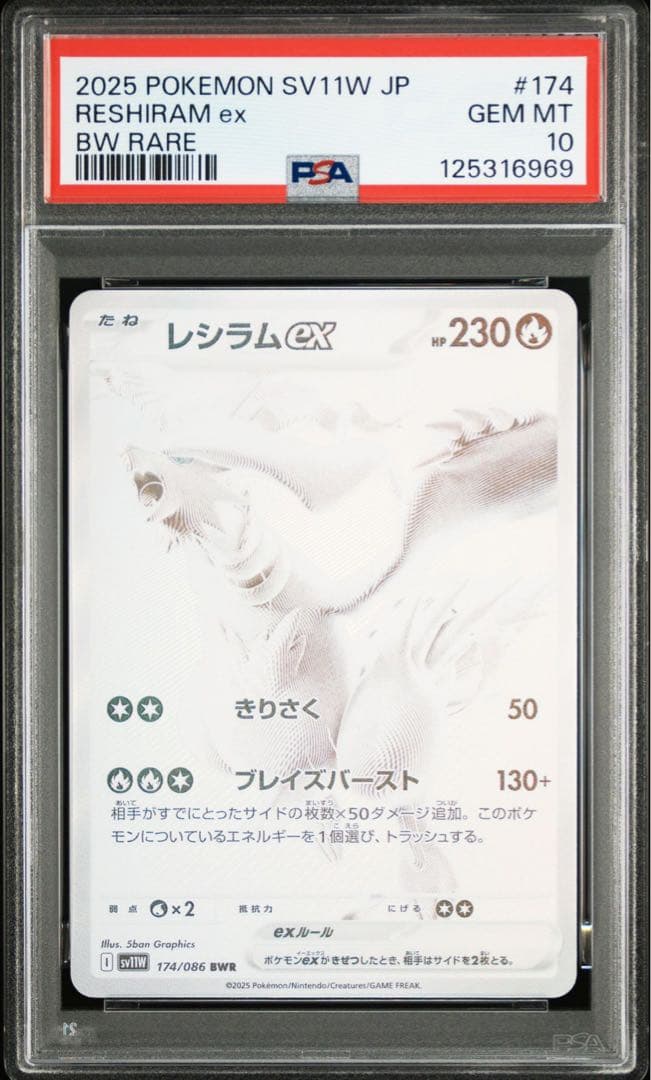 2025 POKEMON SV11W JP #174
RESHIRAM ex GEM MT
BW RARE 10
PSA 125316969
たね レシラムex HP 230
きりさく 50
ブレイズバースト 130+
相手がすでにとったサイドの枚数×50ダメージ追加。このポケ
モンについているエネルギーを1個選び、トラッシュする。
弱点 ×2 抵抗力 にげる
exルール
Illus. 5ban Graphics
ポケモンexがきぜつしたとき、相手はサイドを2枚とる。
I sv11W 174/086 BWR
©2025 Pokémon/Nintendo/Creatures/GAME FREAK.
PSA